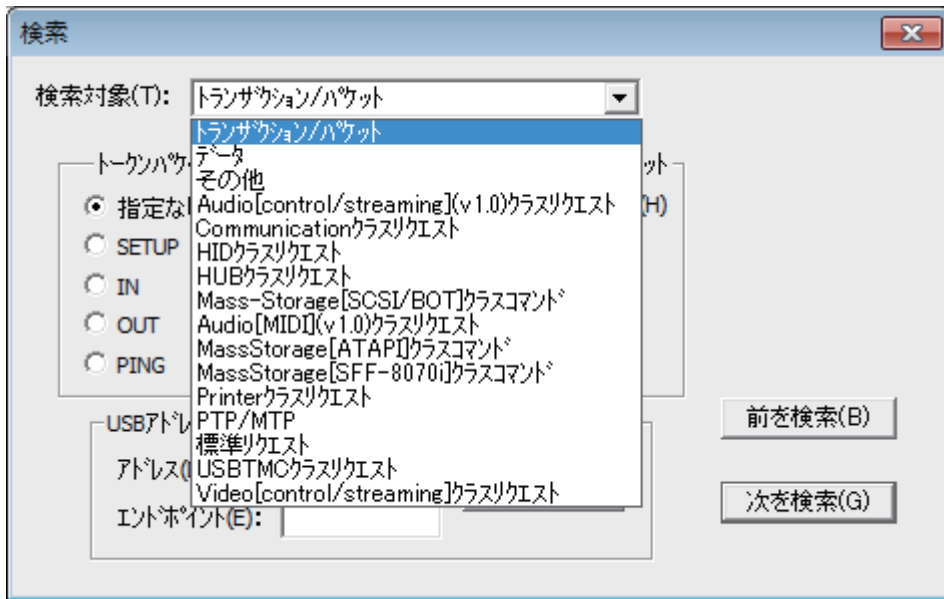 検索
検索対象(T):
トランザクション/パケット
トランザクション/パケット
データ
その他
Audio[control/streaming](v1.0)クラスリクエスト
Communicationクラスリクエスト
HIDクラスリクエスト
HUBクラスリクエスト
Mass-Storage[SCSI/BOT]クラスコマンド
Audio[MIDI](v1.0)クラスリクエスト
MassStorage[ATAPI]クラスコマンド
MassStorage[SFF-8070i]クラスコマンド
Printerクラスリクエスト
PTP/MTP
標準リクエスト
USBTMCクラスリクエスト
Video[control/streaming]クラスリクエスト
トークンパケ
ット
指定な
(H)
SETUP
IN
OUT
PING
USBアドレ
アドレス(
エンドポイント(E):
前を検索(B)
次を検索(G)